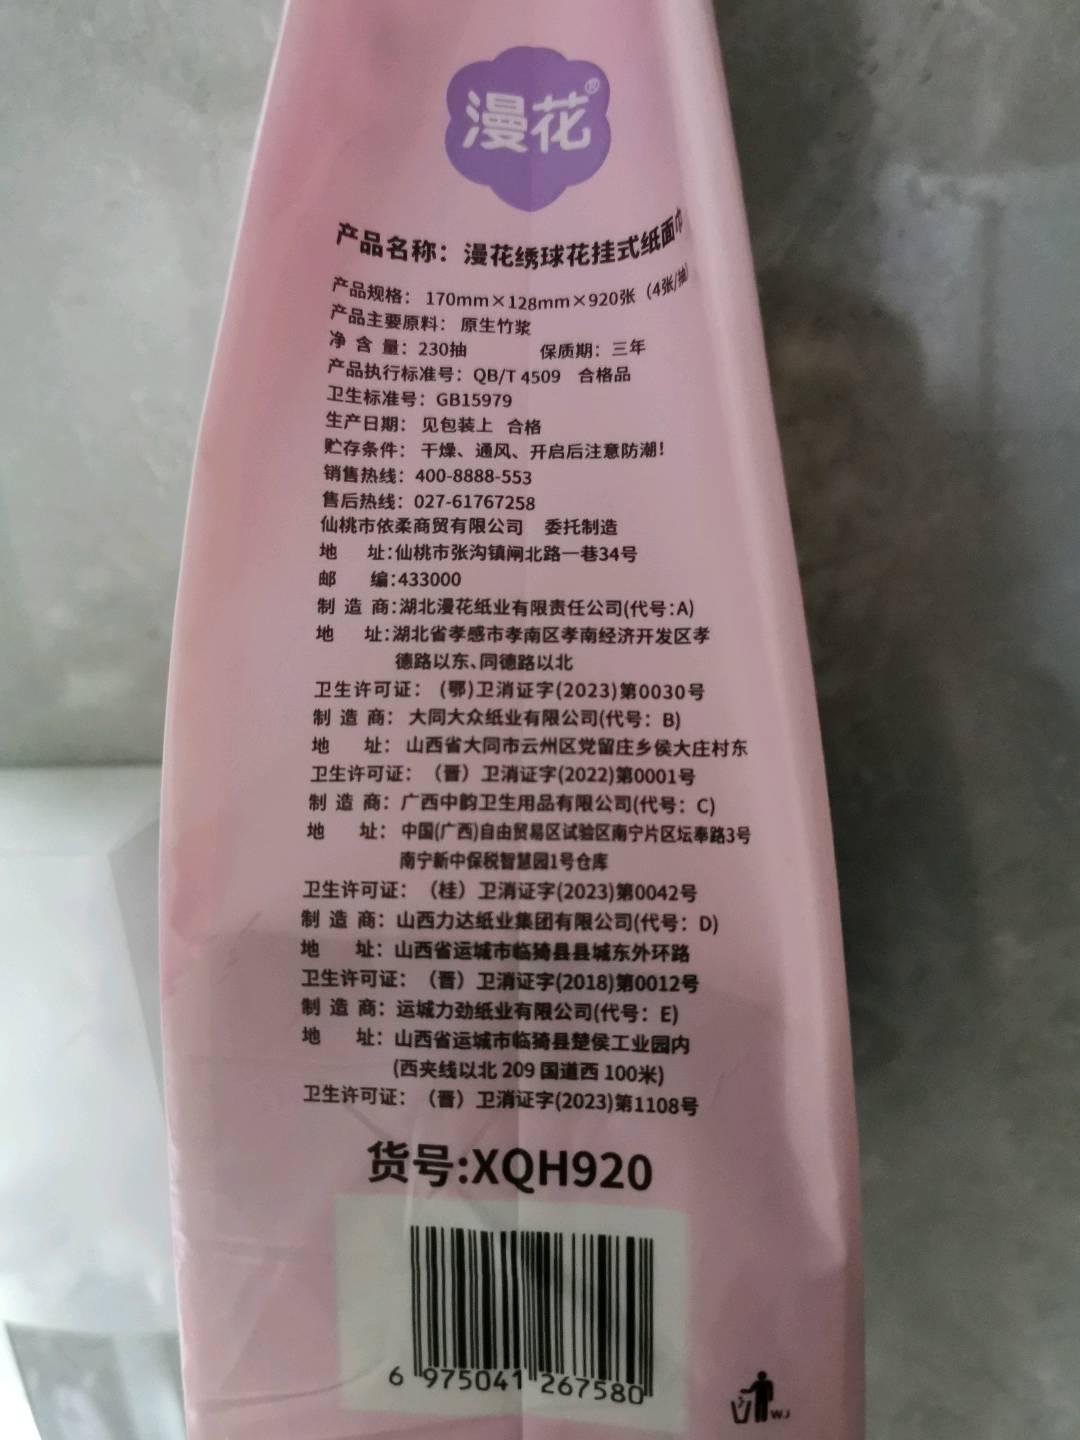 漫花®
产品名称：漫花绣球花挂式纸面巾
产品规格：170mm×128mm×920张（4张/抽）
产品主要原料：原生竹浆
净含量：230抽 保质期：三年
产品执行标准号：QB/T 4509 合格品
卫生标准号：GB15979
生产日期：见包装上 合格
贮存条件：干燥、通风、开启后注意防潮！
销售热线：400-8888-553
售后热线：027-61767258
仙桃市依柔商贸有限公司 委托制造
地 址:仙桃市张沟镇闸北路一巷34号
邮 编:433000
制造商:湖北漫花纸业有限责任公司(代号:A)
地 址:湖北省孝感市孝南区孝南经济开发区孝
德路以东、同德路以北
卫生许可证：(鄂)卫消证字(2023)第0030号
制造商：大同大众纸业有限公司(代号：B)
地 址：山西省大同市云州区党留庄乡侯大庄村东
卫生许可证：（晋）卫消证字(2022)第0001号
制造商：广西中韵卫生用品有限公司(代号：C)
地 址：中国(广西)自由贸易区试验区南宁片区坛奉路3号
南宁新中保税智慧园1号仓库
卫生许可证：（桂）卫消证字(2023)第0042号
制造商：山西力达纸业集团有限公司(代号：D)
地 址：山西省运城市临猗县县城东外环路
卫生许可证：（晋）卫消证字(2018)第0012号
制造商：运城力劲纸业有限公司(代号：E)
地 址：山西省运城市临猗县楚侯工业园内
(西夹线以北 209 国道西 100米)
卫生许可证：（晋）卫消证字(2023)第1108号
货号:XQH920
6 975041 267580
WJ